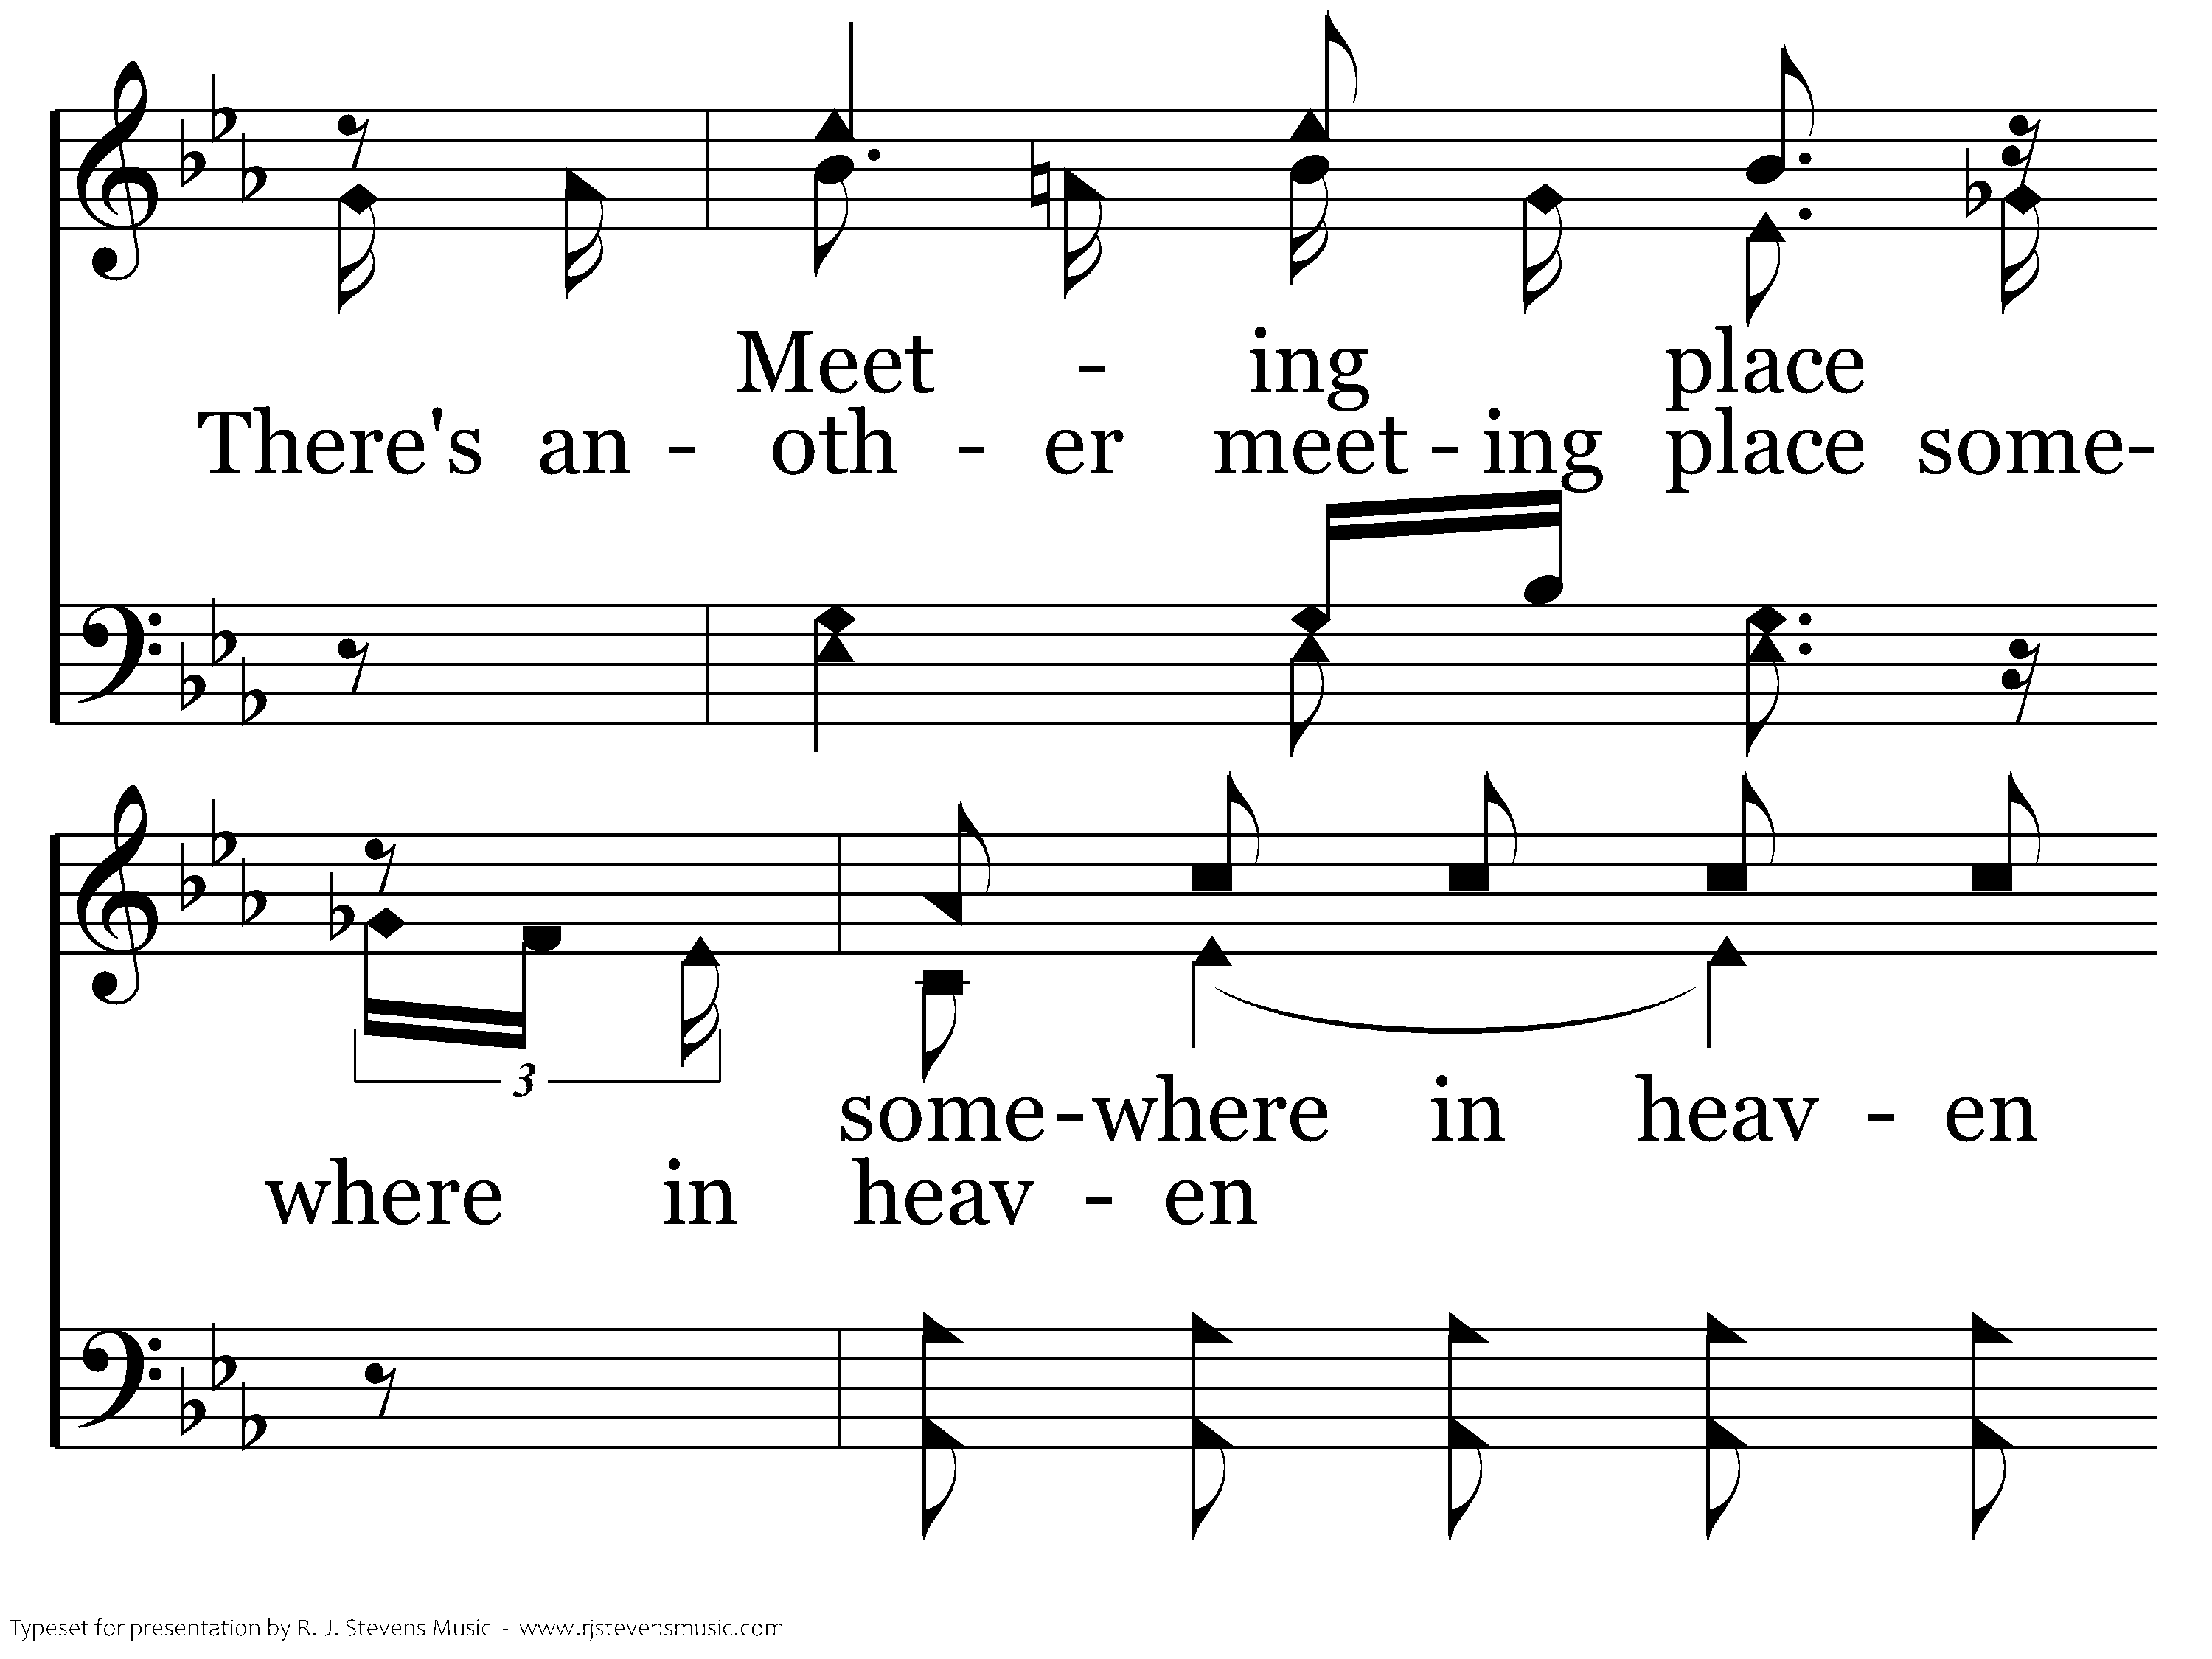 Meet - ing place
There's an - oth - er meet - ing place some-
3
some - where in heav - en
where in heav - en
Typeset for presentation by R. J. Stevens Music - www.rjstevensmusic.com